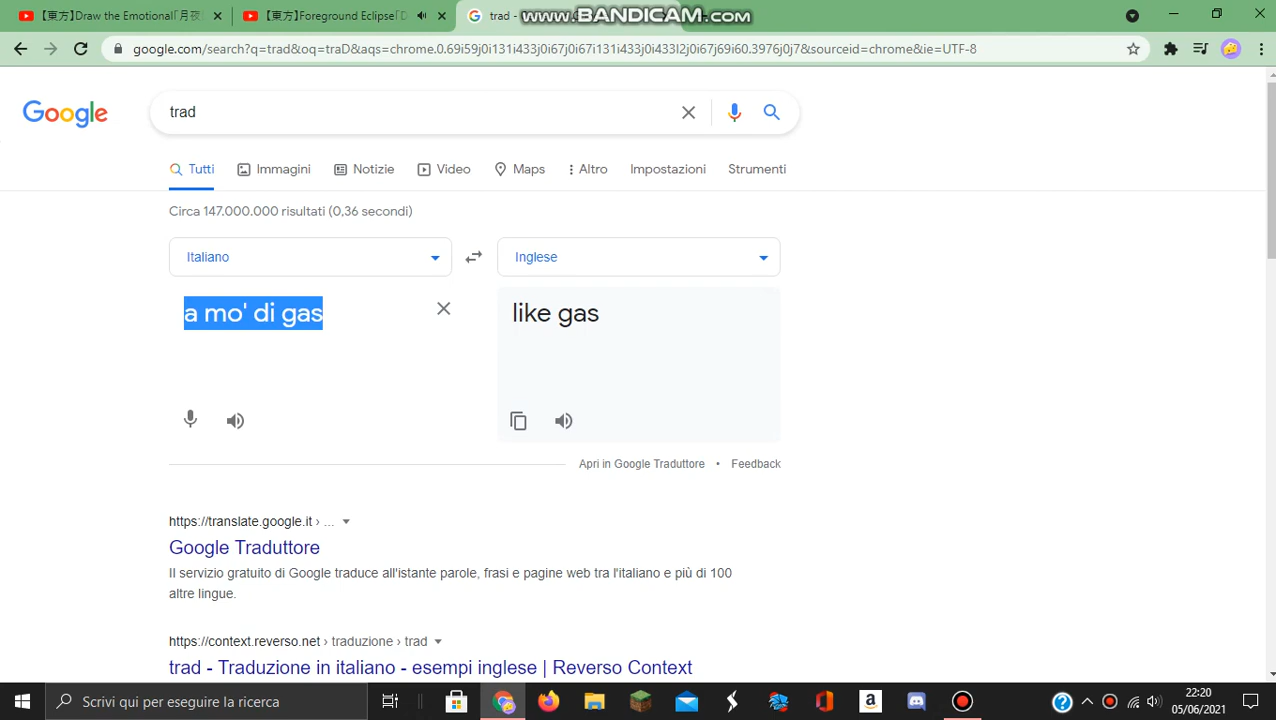 【東方】Draw the Emotional「月夜
【東方】Foreground Eclipse「D
trad -
www.BANDICAM.com
google.com/search?q=trad&oq=traD&aqs=chrome.0.69i59j0i131i433j0i67j0i67i131i433j0i433l2j0i67j69i60.3976j0j7&sourceid=chrome&ie=UTF-8
Google
trad
Tutti
Immagini
Notizie
Video
Maps
Altro
Impostazioni
Strumenti
Circa 147.000.000 risultati (0,36 secondi)
Italiano
Inglese
a mo' di gas
like gas
Apri in Google Traduttore • Feedback
https://translate.google.it › ...
Google Traduttore
Il servizio gratuito di Google traduce all'istante parole, frasi e pagine web tra l'italiano e più di 100
altre lingue.
https://context.reverso.net › traduzione › trad
trad - Traduzione in italiano - esempi inglese | Reverso Context
Scrivi qui per eseguire la ricerca
22:20
05/06/2021